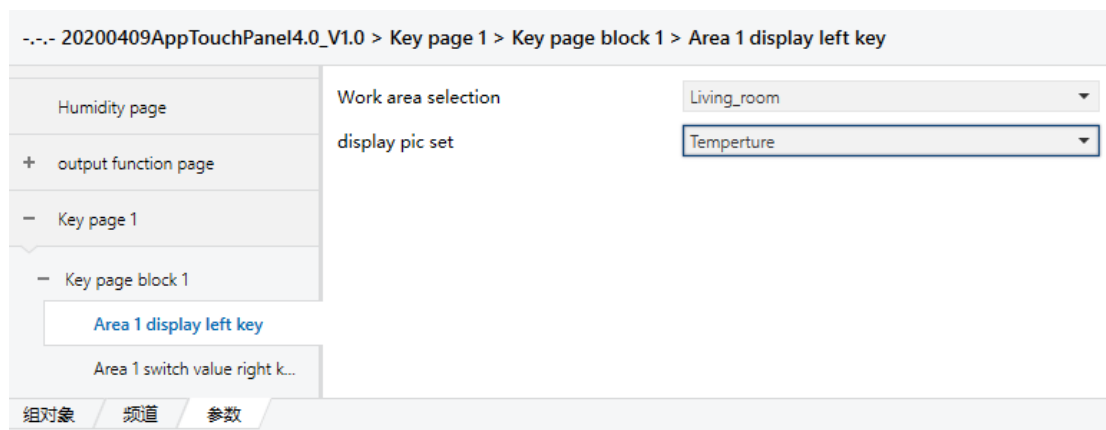 -.-.- 20200409AppTouchPanel4.0_V1.0 > Key page 1 > Key page block 1 > Area 1 display left key
Humidity page
+ output function page
− Key page 1
− Key page block 1
Area 1 display left key
Area 1 switch value right k...
Work area selection Living_room
display pic set Temperture
组对象 频道 参数